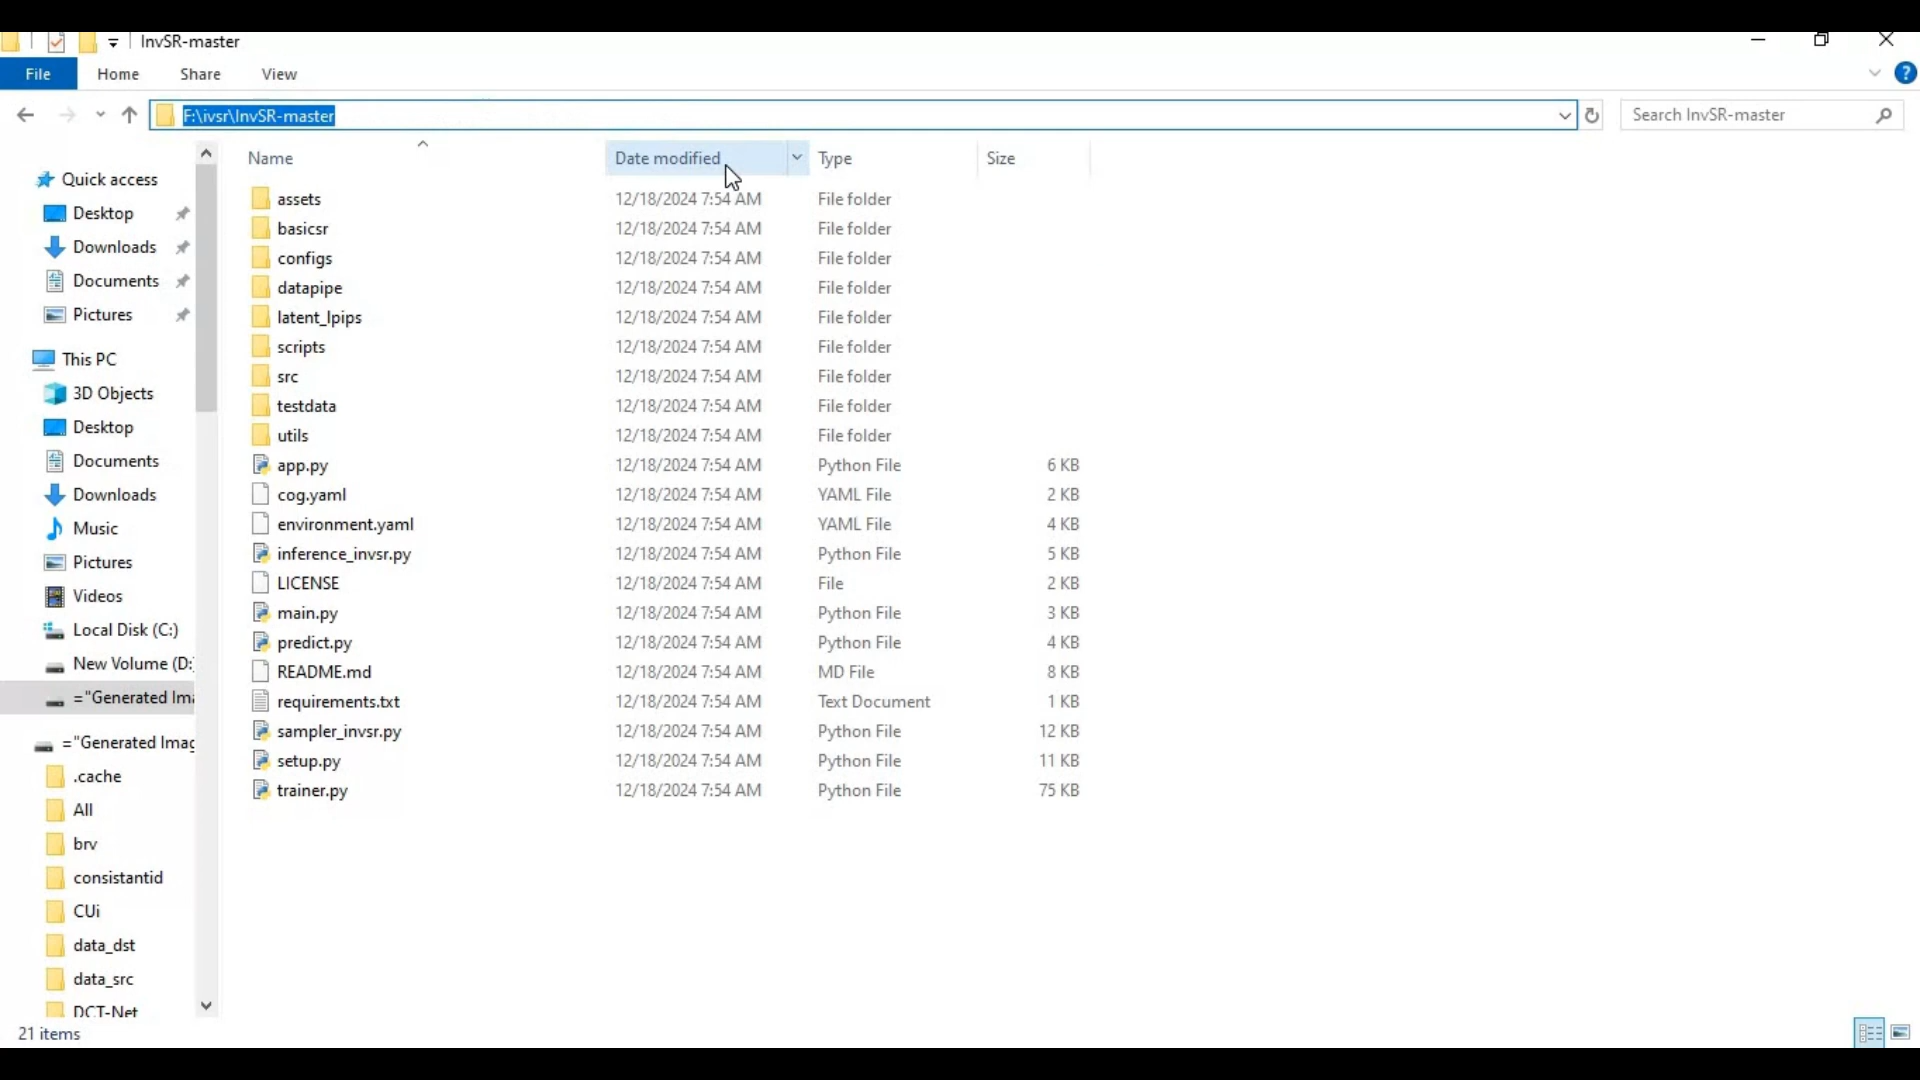 InvSR-master
File Home Share View
F:\ivsr\InvSR-master Search InvSR-master
Name Date modified Type Size
Quick access
Desktop
Downloads
Documents
Pictures
This PC
3D Objects
Desktop
Documents
Downloads
Music
Pictures
Videos
Local Disk (C:)
New Volume (D:
="Generated Ima
="Generated Imag
.cache
All
brv
consistantid
CUi
data_dst
data_src
DCT-Net
assets 12/18/2024 7:54 AM File folder
basicsr 12/18/2024 7:54 AM File folder
configs 12/18/2024 7:54 AM File folder
datapipe 12/18/2024 7:54 AM File folder
latent_lpips 12/18/2024 7:54 AM File folder
scripts 12/18/2024 7:54 AM File folder
src 12/18/2024 7:54 AM File folder
testdata 12/18/2024 7:54 AM File folder
utils 12/18/2024 7:54 AM File folder
app.py 12/18/2024 7:54 AM Python File 6 KB
cog.yaml 12/18/2024 7:54 AM YAML File 2 KB
environment.yaml 12/18/2024 7:54 AM YAML File 4 KB
inference_invsr.py 12/18/2024 7:54 AM Python File 5 KB
LICENSE 12/18/2024 7:54 AM File 2 KB
main.py 12/18/2024 7:54 AM Python File 3 KB
predict.py 12/18/2024 7:54 AM Python File 4 KB
README.md 12/18/2024 7:54 AM MD File 8 KB
requirements.txt 12/18/2024 7:54 AM Text Document 1 KB
sampler_invsr.py 12/18/2024 7:54 AM Python File 12 KB
setup.py 12/18/2024 7:54 AM Python File 11 KB
trainer.py 12/18/2024 7:54 AM Python File 75 KB
21 items